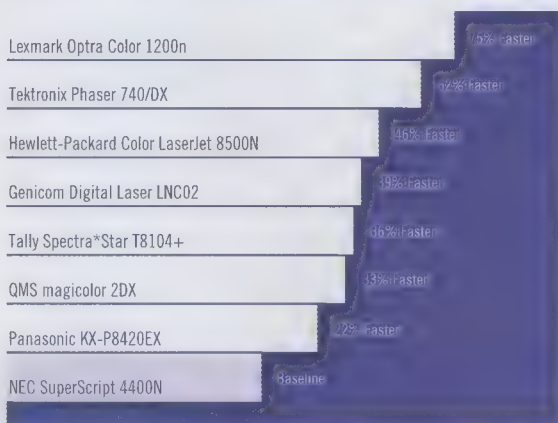 Lexmark Optra Color 1200n 75% Faster
Tektronix Phaser 740/DX 62% Faster
Hewlett-Packard Color LaserJet 8500N 46% Faster
Genicom Digital Laser LNC02 39% Faster
Tally Spectra*Star T8104+ 36% Faster
QMS magicolor 2DX 33% Faster
Panasonic KX-P8420EX 22% Faster
NEC SuperScript 4400N Baseline